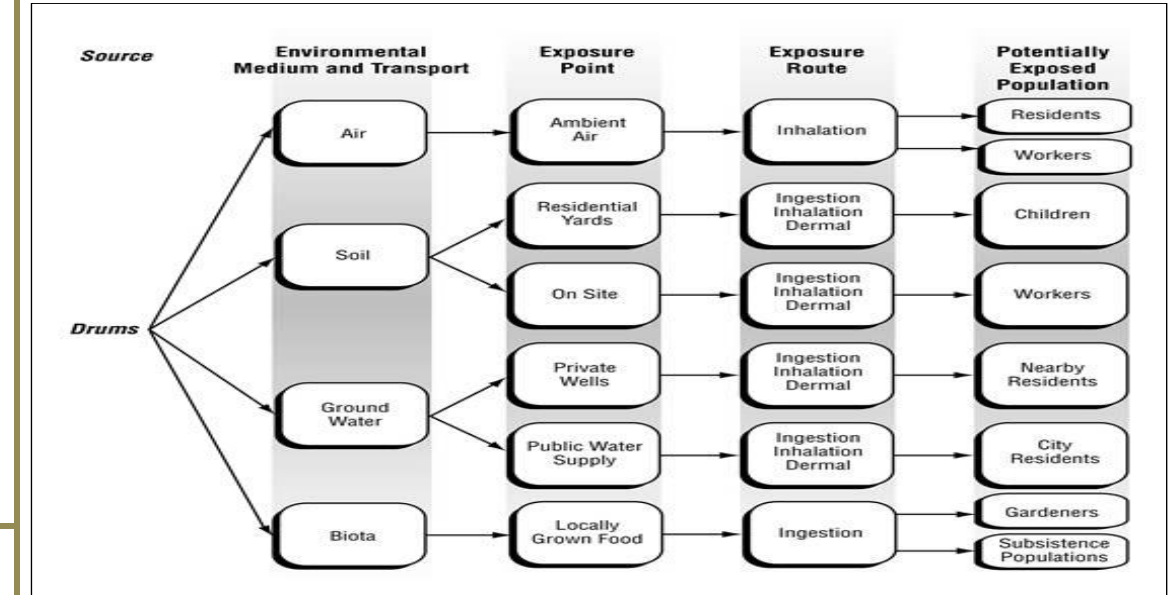 Source
Environmental
Medium and Transport
Exposure
Point
Exposure
Route
Potentially
Exposed
Population
Drums
Air
Ambient
Air
Inhalation
Residents
Workers
Soil
Residential
Yards
Ingestion
Inhalation
Dermal
Children
On Site
Ingestion
Inhalation
Dermal
Workers
Ground
Water
Private
Wells
Ingestion
Inhalation
Dermal
Nearby
Residents
Public Water
Supply
Ingestion
Inhalation
Dermal
City
Residents
Biota
Locally
Grown Food
Ingestion
Gardeners
Subsistence
Populations